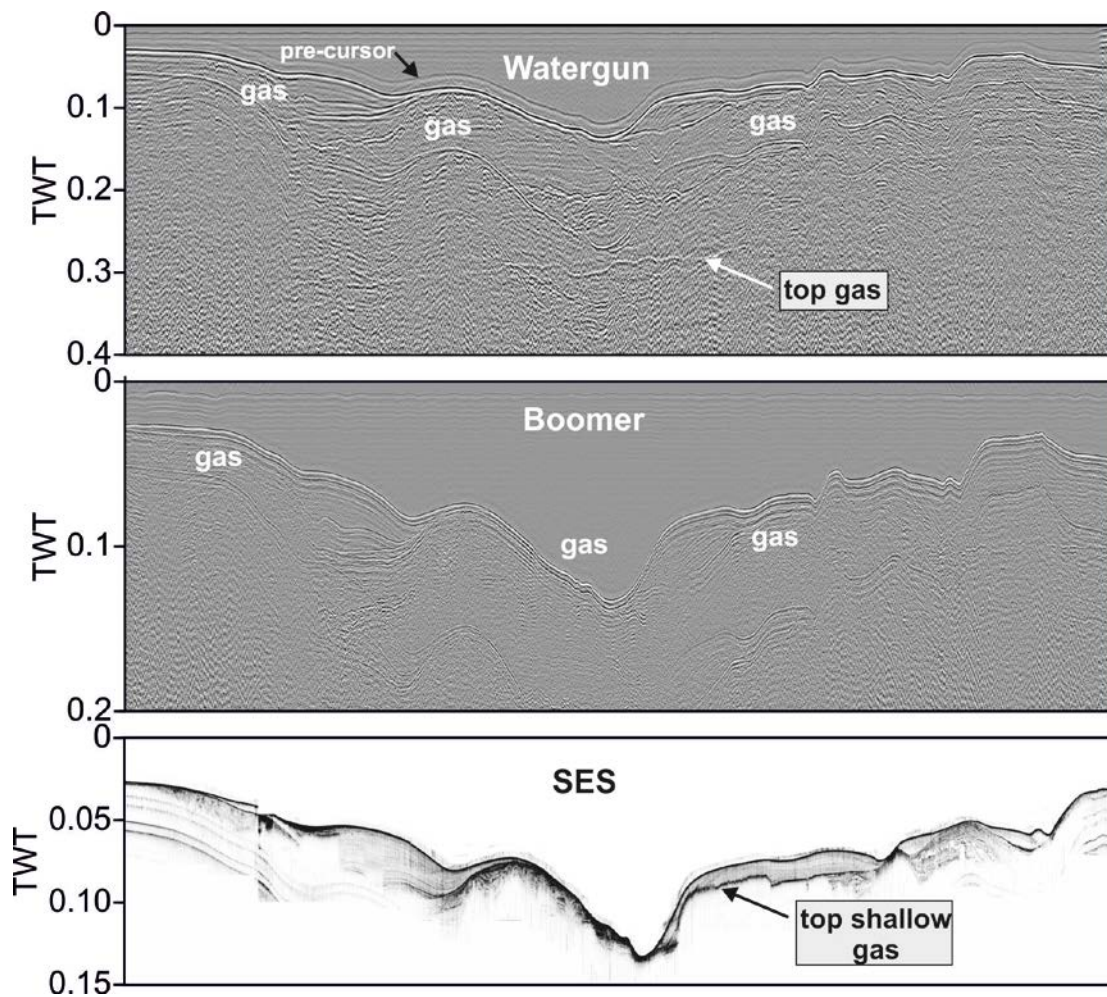 0
pre-cursor
Watergun
gas
0.1
gas
gas
TWT
0.2
0.3
top gas
0.4
0
Boomer
gas
TWT
0.1
gas
gas
0.2
0
SES
0.05
TWT
0.10
top shallow
gas
0.15